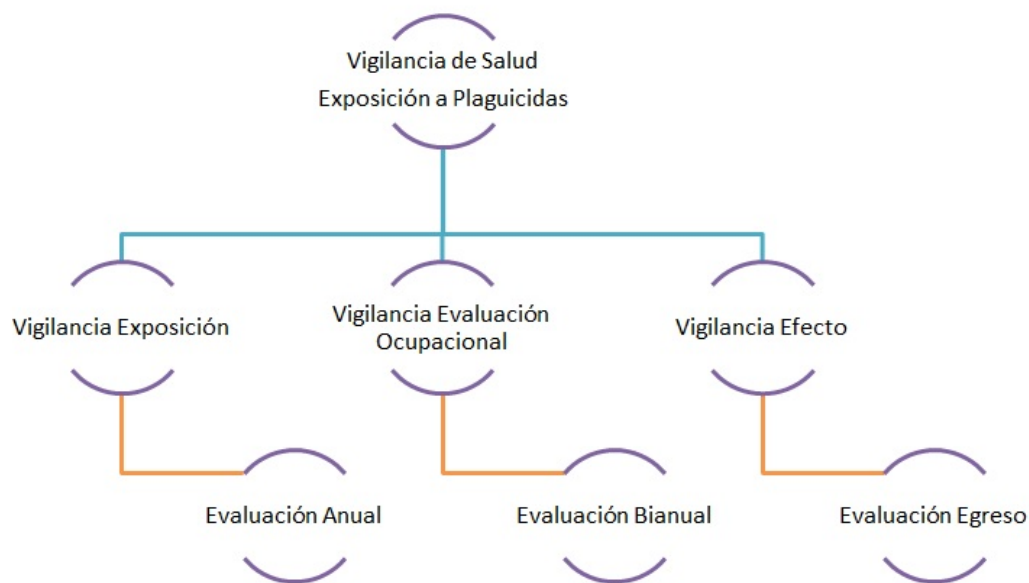 Vigilancia de Salud
Exposición a Plaguicidas
Vigilancia Exposición
Vigilancia Evaluación
Ocupacional
Vigilancia Efecto
Evaluación Anual
Evaluación Bianual
Evaluación Egreso